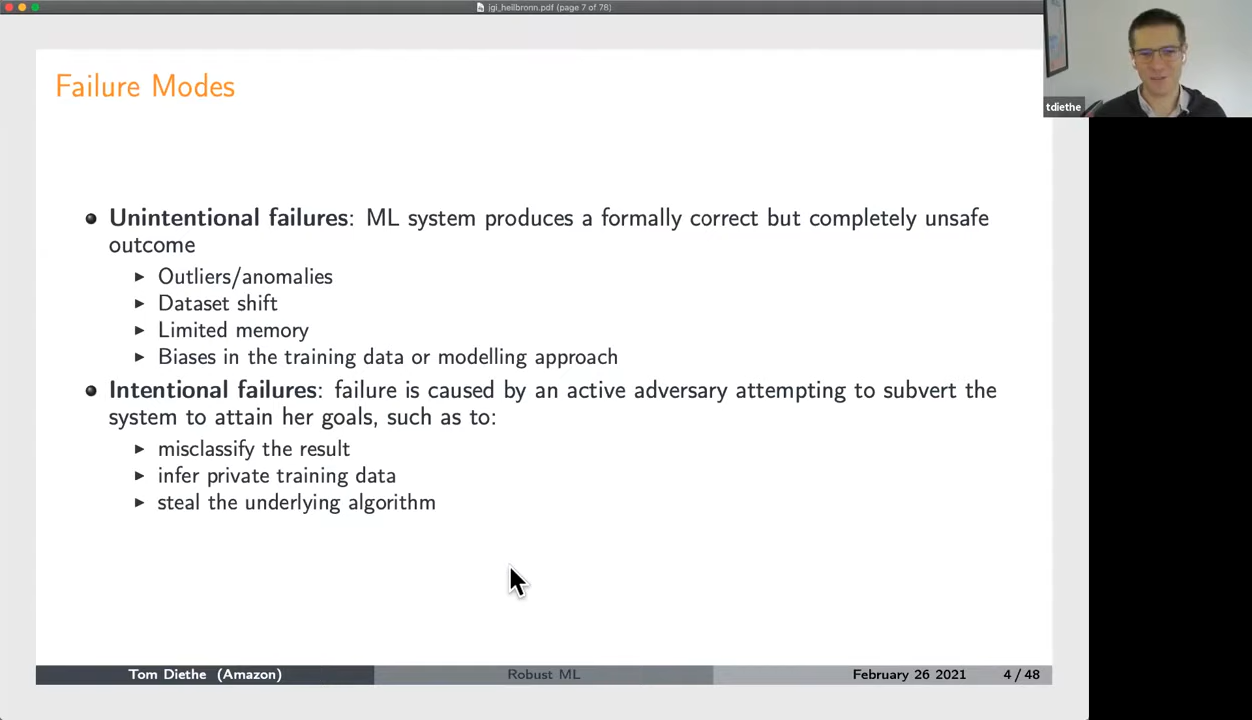 jgi_heilbronn.pdf (page 7 of 78)
tdiethe
Failure Modes
Unintentional failures: ML system produces a formally correct but completely unsafe
outcome
Outliers/anomalies
Dataset shift
Limited memory
Biases in the training data or modelling approach
Intentional failures: failure is caused by an active adversary attempting to subvert the
system to attain her goals, such as to:
misclassify the result
infer private training data
steal the underlying algorithm
Tom Diethe (Amazon)
Robust ML
February 26 2021
4 / 48